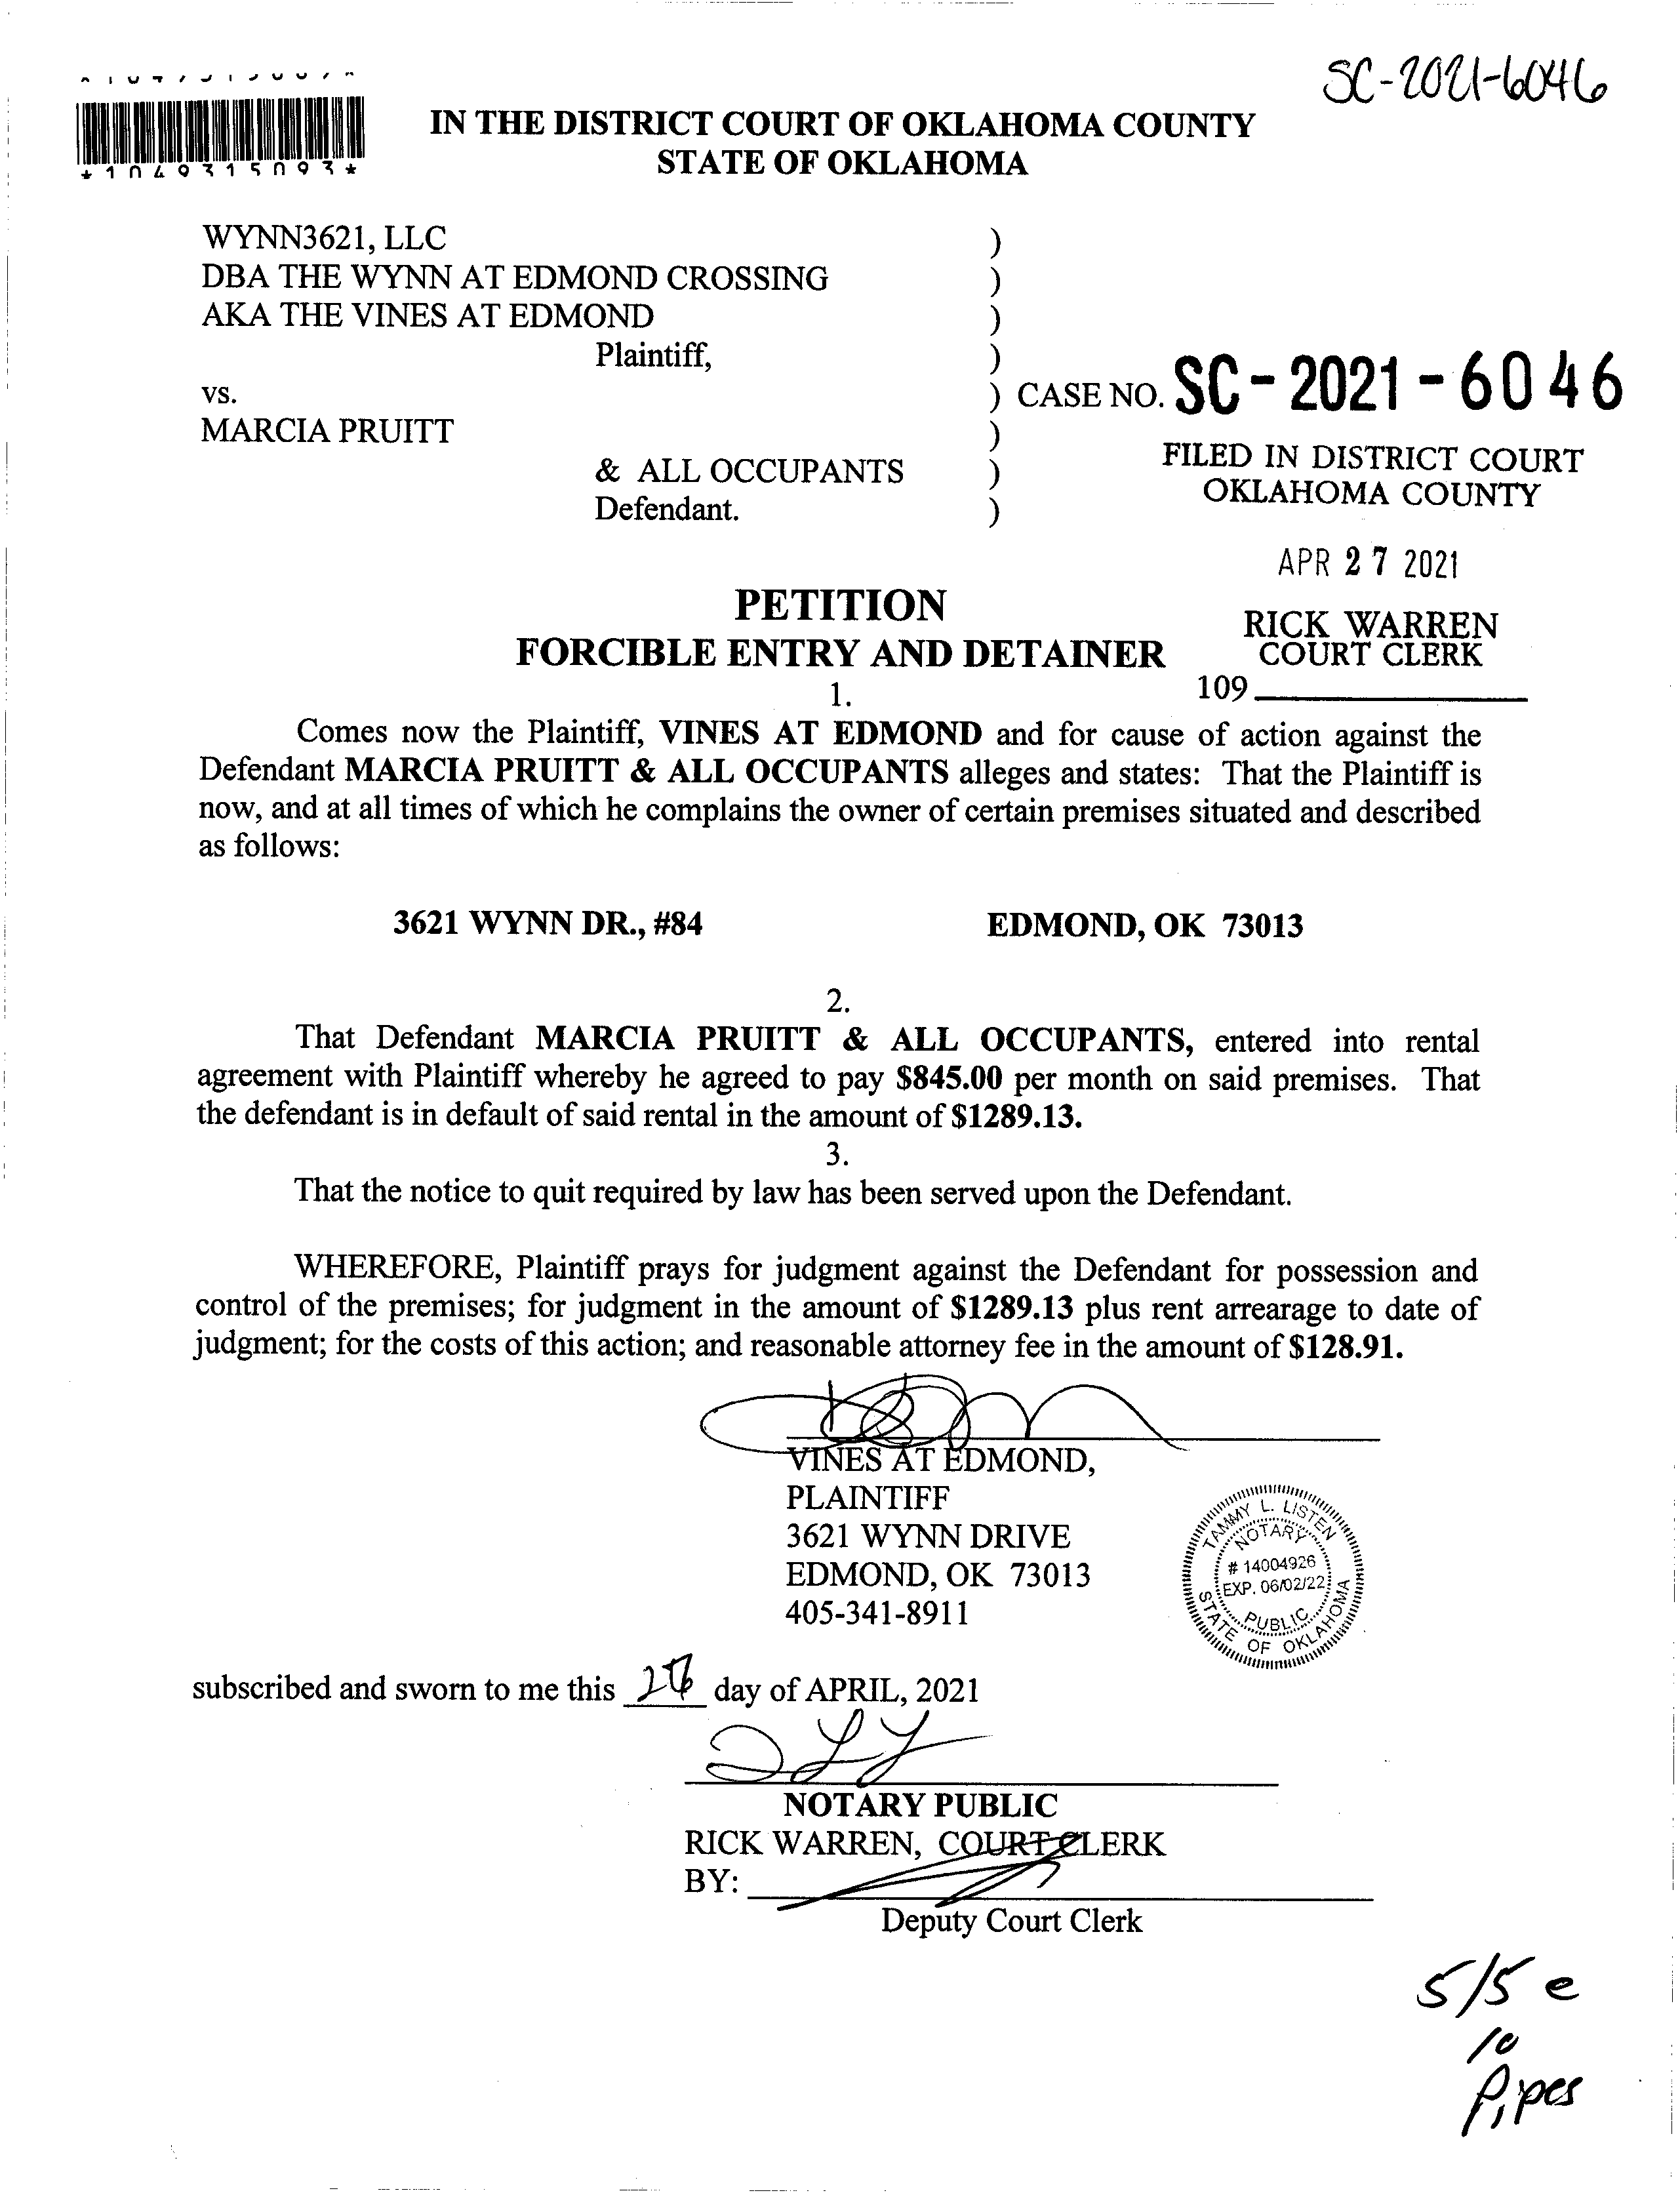 SC-2021-6046
*1049315093*
IN THE DISTRICT COURT OF OKLAHOMA COUNTY
STATE OF OKLAHOMA
WYNN3621, LLC )
DBA THE WYNN AT EDMOND CROSSING )
AKA THE VINES AT EDMOND )
Plaintiff, )
vs. ) CASE NO. SC-2021-6046
MARCIA PRUITT )
& ALL OCCUPANTS )
Defendant. )
FILED IN DISTRICT COURT
OKLAHOMA COUNTY
APR 27 2021
RICK WARREN
COURT CLERK
109
PETITION
FORCIBLE ENTRY AND DETAINER
1.
Comes now the Plaintiff, VINES AT EDMOND and for cause of action against the
Defendant MARCIA PRUITT & ALL OCCUPANTS alleges and states: That the Plaintiff is
now, and at all times of which he complains the owner of certain premises situated and described
as follows:
3621 WYNN DR., #84 EDMOND, OK 73013
2.
That Defendant MARCIA PRUITT & ALL OCCUPANTS, entered into rental
agreement with Plaintiff whereby he agreed to pay $845.00 per month on said premises. That
the defendant is in default of said rental in the amount of $1289.13.
3.
That the notice to quit required by law has been served upon the Defendant.
WHEREFORE, Plaintiff prays for judgment against the Defendant for possession and
control of the premises; for judgment in the amount of $1289.13 plus rent arrearage to date of
judgment; for the costs of this action; and reasonable attorney fee in the amount of $128.91.
VINES AT EDMOND,
PLAINTIFF
3621 WYNN DRIVE
EDMOND, OK 73013
405-341-8911
TAMMY L. LISTEN
NOTARY
# 14004926
EXP. 06/02/22
PUBLIC
STATE OF OKLAHOMA
subscribed and sworn to me this day of APRIL, 2021
NOTARY PUBLIC
RICK WARREN, COURT CLERK
BY:
Deputy Court Clerk
5/5 e
10
Pipes